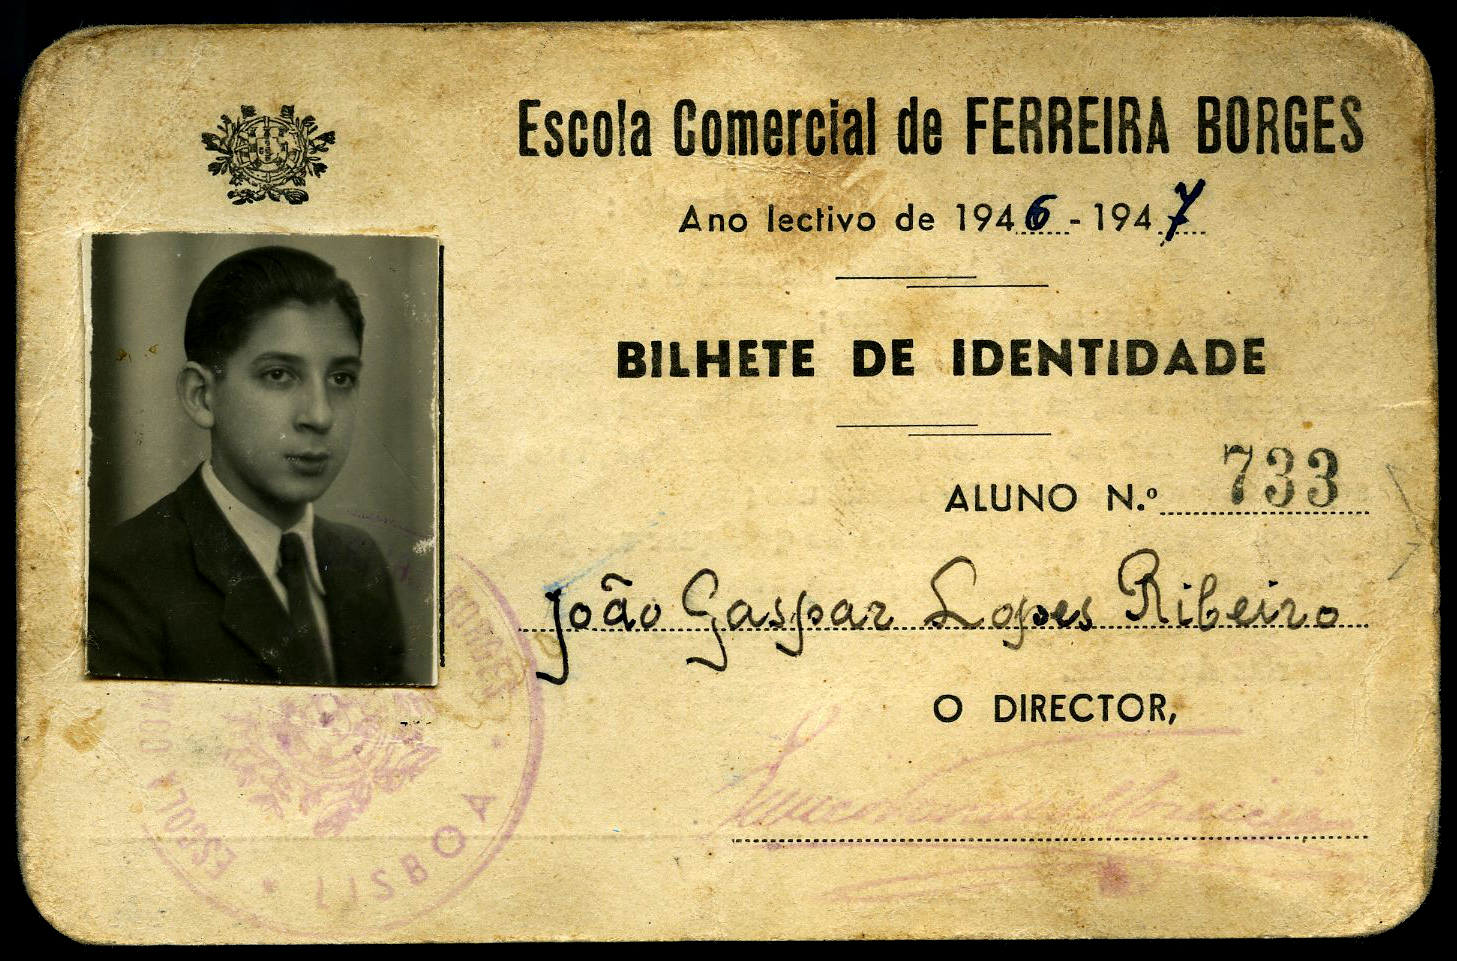 Escola Comercial de FERREIRA BORGES
Ano lectivo de 1946 - 1947
BILHETE DE IDENTIDADE
ALUNO N.º 733
João Gaspar Lopes Ribeiro
O DIRECTOR,
ESCOLA
LISBOA